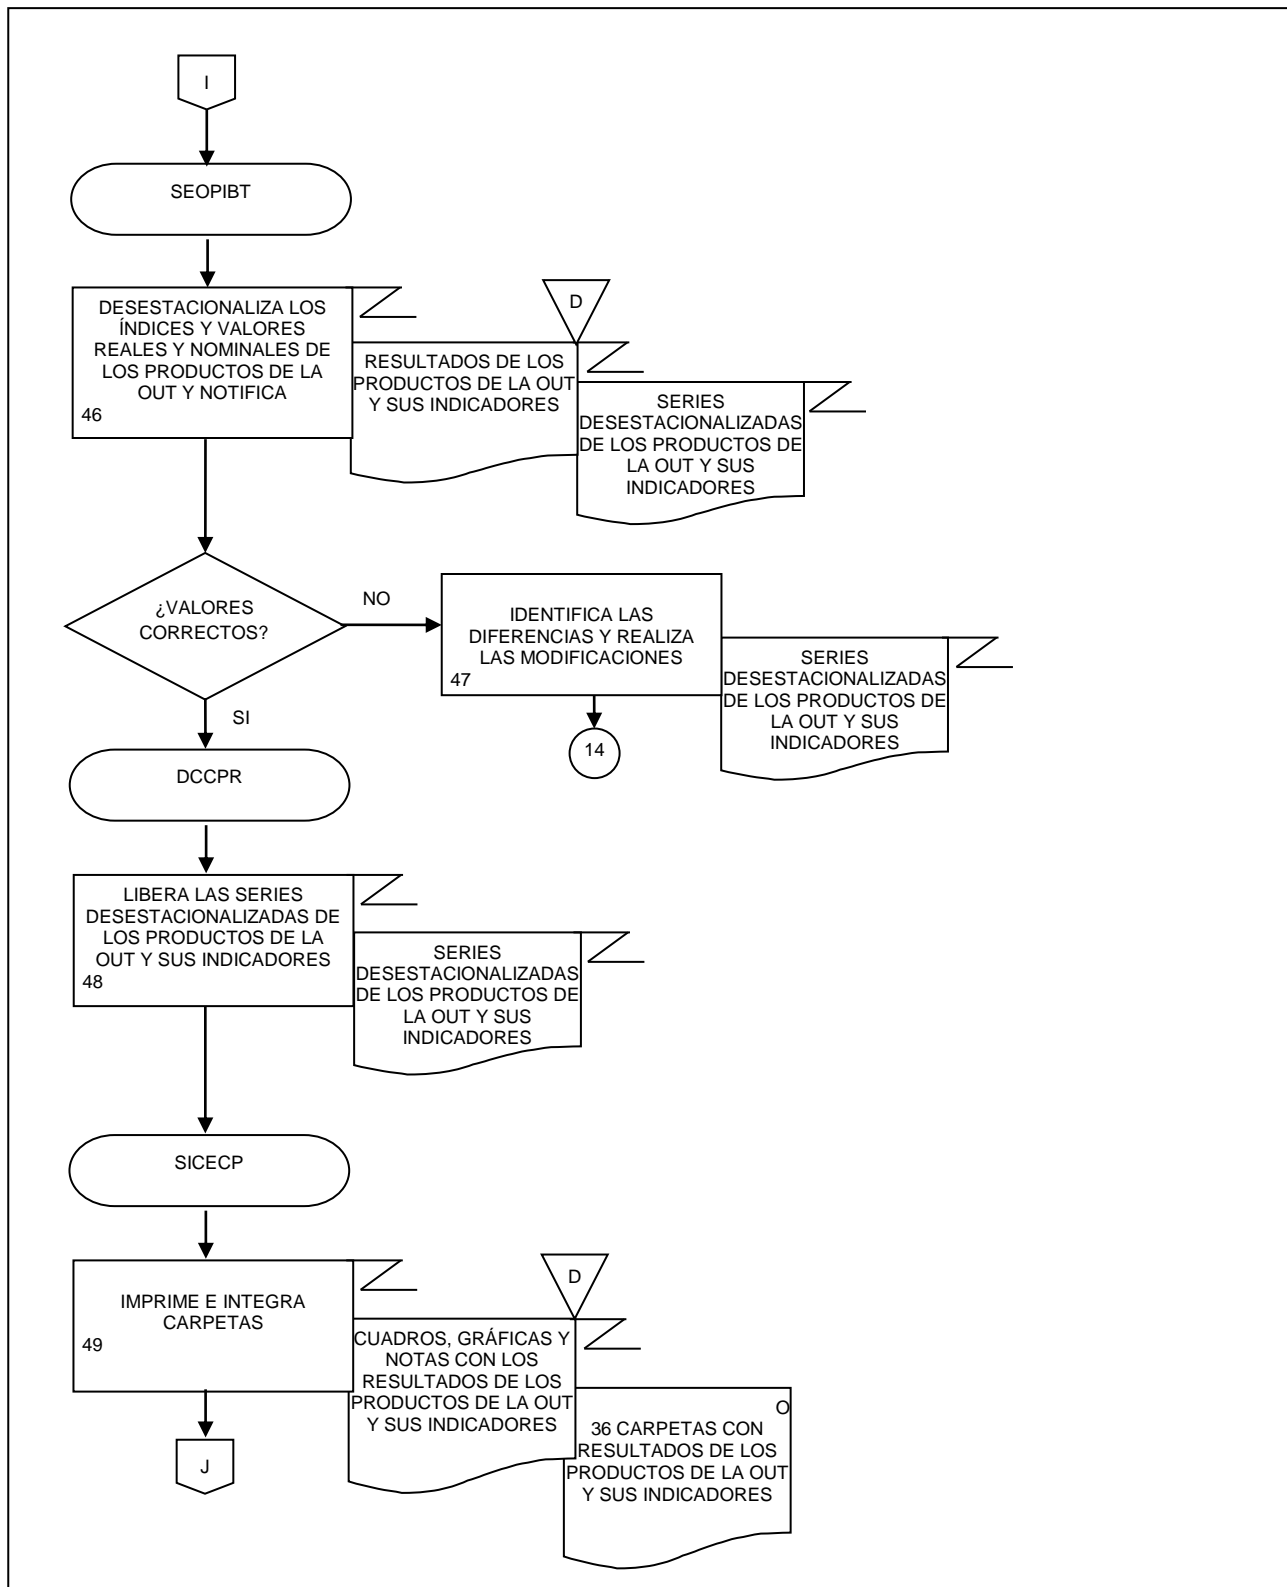 I
SEOPIBT
DESESTACIONALIZA LOS
ÍNDICES Y VALORES
REALES Y NOMINALES DE
LOS PRODUCTOS DE LA
OUT Y NOTIFICA
46
RESULTADOS DE LOS
PRODUCTOS DE LA OUT
Y SUS INDICADORES
D
SERIES
DESESTACIONALIZADAS
DE LOS PRODUCTOS DE
LA OUT Y SUS
INDICADORES
¿VALORES
CORRECTOS?
NO
IDENTIFICA LAS
DIFERENCIAS Y REALIZA
LAS MODIFICACIONES
47
SERIES
DESESTACIONALIZADAS
DE LOS PRODUCTOS DE
LA OUT Y SUS
INDICADORES
14
SI
DCCPR
LIBERA LAS SERIES
DESESTACIONALIZADAS DE
LOS PRODUCTOS DE LA
OUT Y SUS INDICADORES
48
SERIES
DESESTACIONALIZADAS
DE LOS PRODUCTOS DE
LA OUT Y SUS
INDICADORES
SICECP
IMPRIME E INTEGRA
CARPETAS
49
D
CUADROS, GRÁFICAS Y
NOTAS CON LOS
RESULTADOS DE LOS
PRODUCTOS DE LA OUT
Y SUS INDICADORES
O
36 CARPETAS CON
RESULTADOS DE LOS
PRODUCTOS DE LA OUT
Y SUS INDICADORES
J